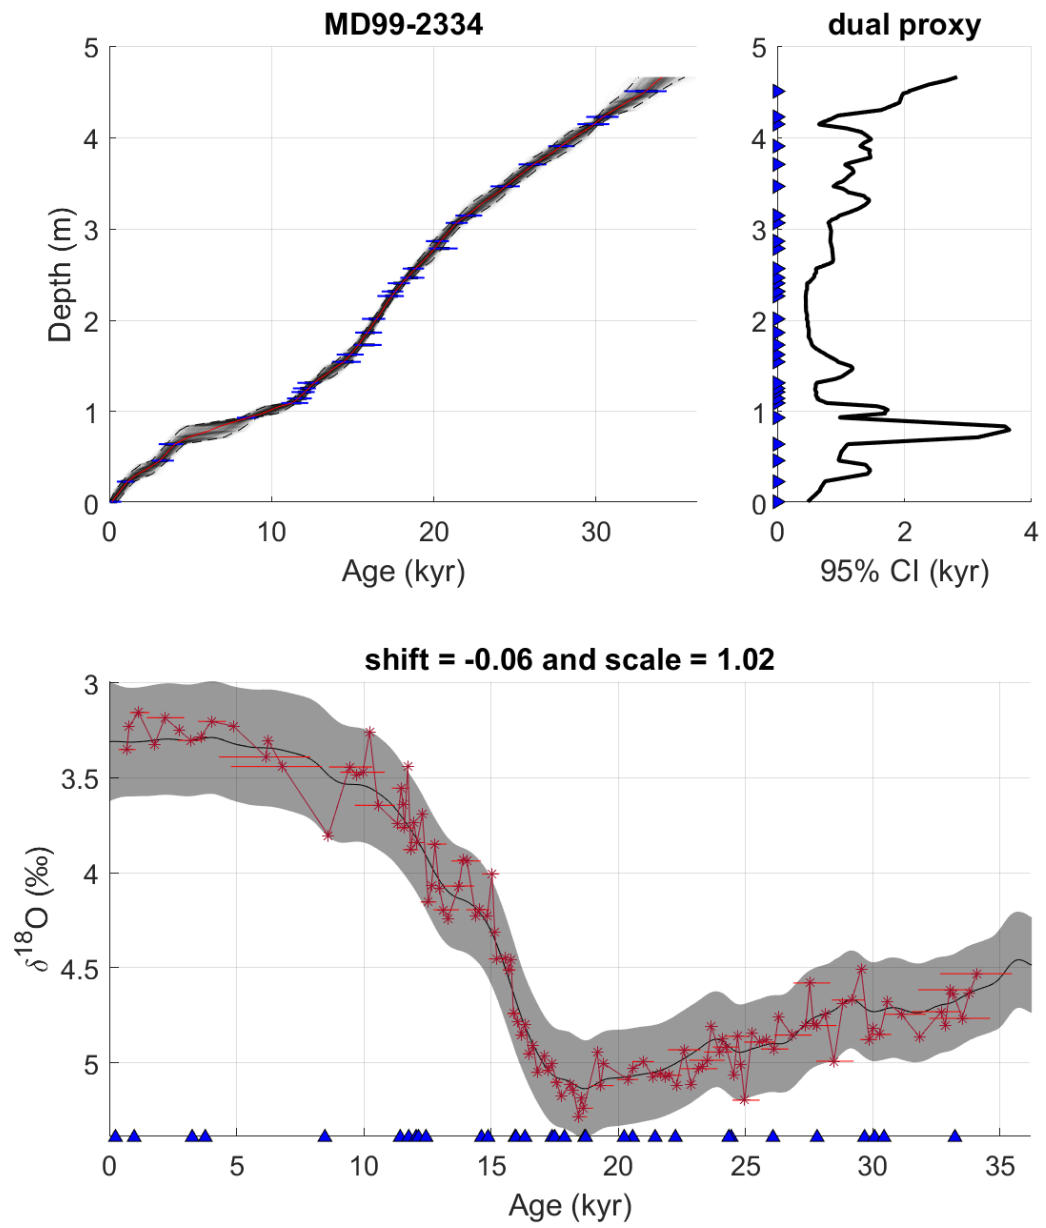 MD99-2334
dual proxy
5
4
3
2
1
0
Depth (m)
0 10 20 30
Age (kyr)
5
4
3
2
1
0
0 2 4
95% CI (kyr)
shift = -0.06 and scale = 1.02
3
3.5
4
4.5
5
δ18O (‰)
0 5 10 15 20 25 30 35
Age (kyr)